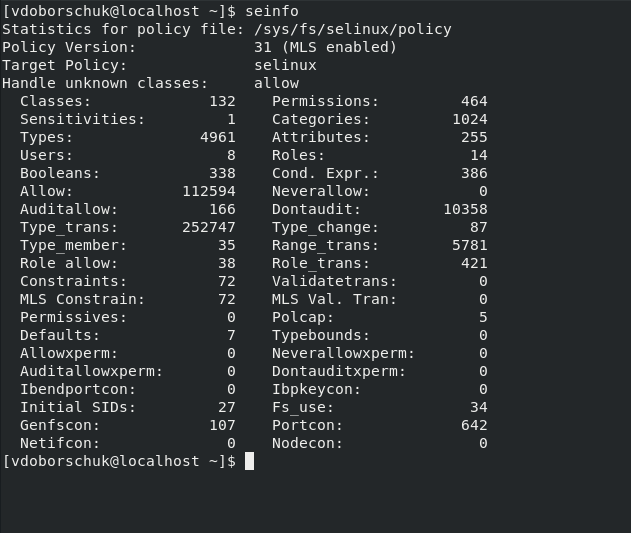 [vdoborschuk@localhost ~]$ seinfo
Statistics for policy file: /sys/fs/selinux/policy
Policy Version:             31 (MLS enabled)
Target Policy:              selinux
Handle unknown classes:     allow
  Classes:             132    Permissions:         464
  Sensitivities:         1    Categories:         1024
  Types:              4961    Attributes:          255
  Users:                 8    Roles:                14
  Booleans:            338    Cond. Expr.:         386
  Allow:            112594    Neverallow:            0
  Auditallow:          166    Dontaudit:         10358
  Type_trans:       252747    Type_change:          87
  Type_member:          35    Range_trans:        5781
  Role allow:           38    Role_trans:          421
  Constraints:          72    Validatetrans:         0
  MLS Constrain:        72    MLS Val. Tran:         0
  Permissives:           0    Polcap:                5
  Defaults:              7    Typebounds:            0
  Allowxperm:            0    Neverallowxperm:       0
  Auditallowxperm:       0    Dontauditxperm:        0
  Ibendportcon:          0    Ibpkeycon:             0
  Initial SIDs:         27    Fs_use:               34
  Genfscon:            107    Portcon:             642
  Netifcon:              0    Nodecon:               0
[vdoborschuk@localhost ~]$